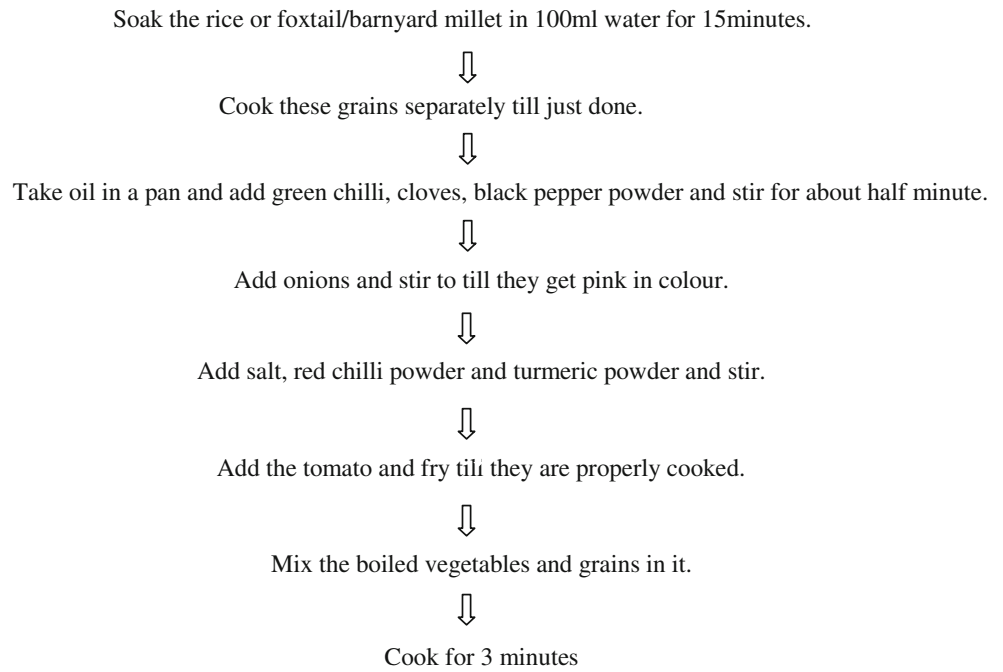 Soak the rice or foxtail/barnyard millet in 100ml water for 15minutes.
Cook these grains separately till just done.
Take oil in a pan and add green chilli, cloves, black pepper powder and stir for about half minute.
Add onions and stir to till they get pink in colour.
Add salt, red chilli powder and turmeric powder and stir.
Add the tomato and fry till they are properly cooked.
Mix the boiled vegetables and grains in it.
Cook for 3 minutes